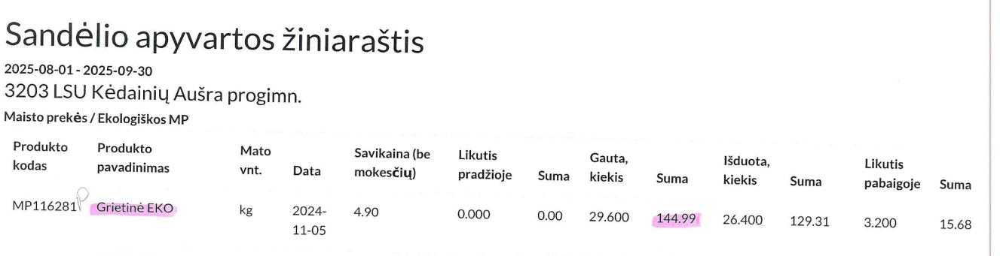 Sandėlio apyvartos žiniaraštis
2025-08-01 - 2025-09-30
3203 LSU Kėdainių Aušra progimn.
Maisto prekės / Ekologiškos MP
Produkto kodas Produkto pavadinimas Mato vnt. Data Savikaina (be mokesčių) Likutis pradžioje Suma Gauta, kiekis Suma Išduota, kiekis Suma Likutis pabaigoje Suma
MP116281 Grietinė EKO kg 2024-11-05 4.90 0.000 0.00 29.600 144.99 26.400 129.31 3.200 15.68